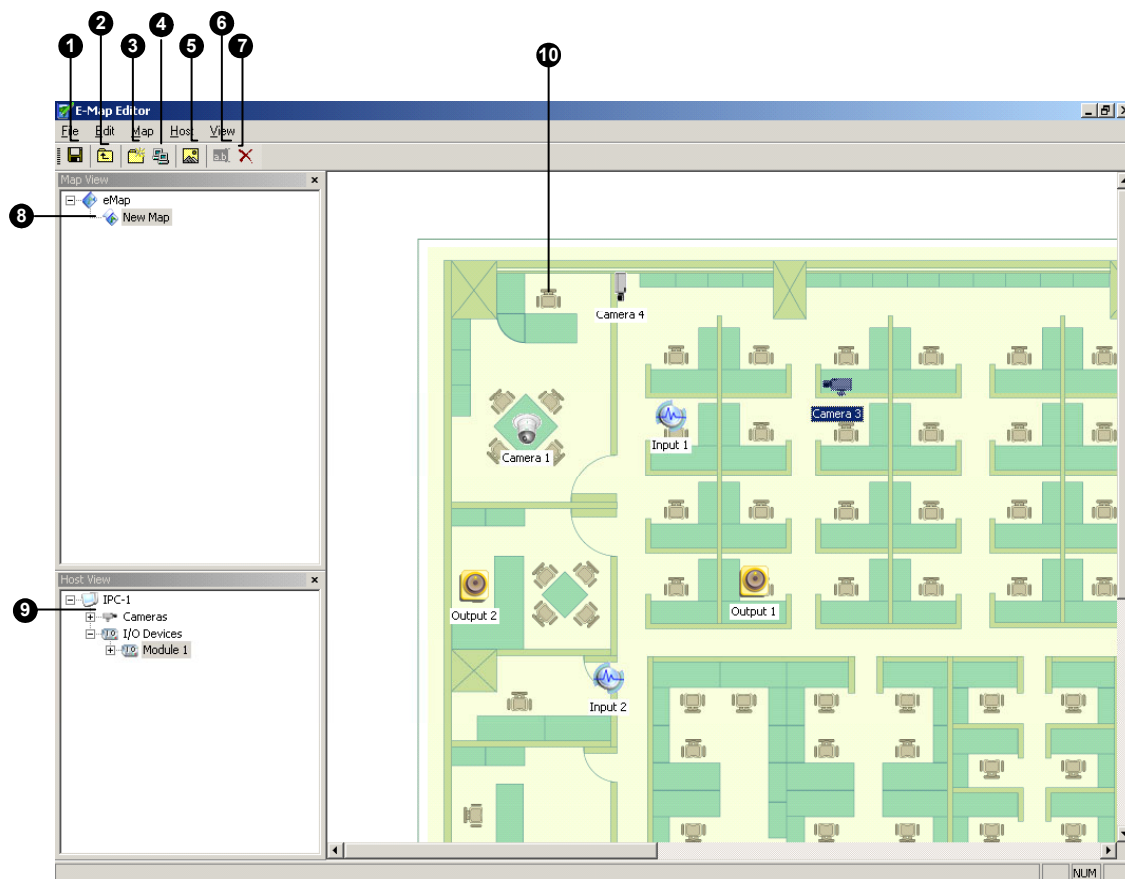 2 4 6
1 3 5 7 10
E-Map Editor
File Edit Map Host View
ab
Map View
eMap
8
New Map
Camera 4
Camera 3
Input 1
Camera 1
Host View
IPC-1
9
Cameras
I/O Devices
Module 1
Output 2
Output 1
Input 2
NUM